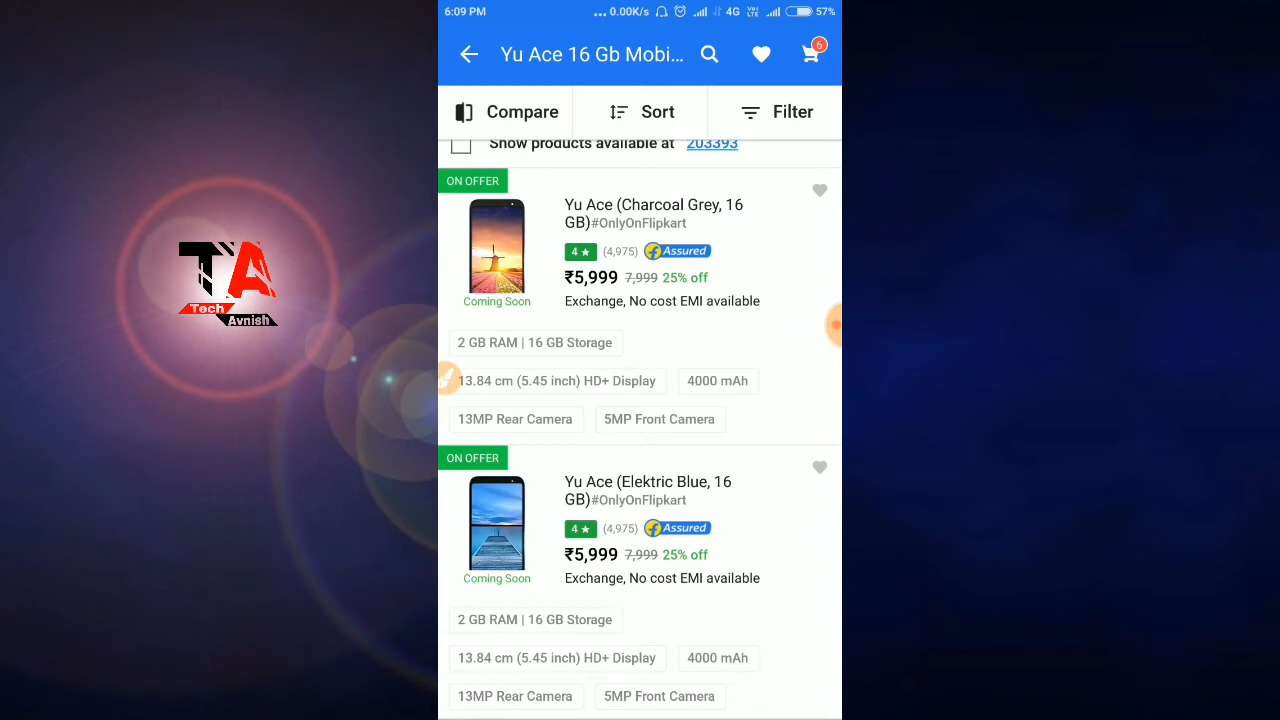 6:09 PM
... 0.00K/s 4G VoLTE 57%
Yu Ace 16 Gb Mobi...
6
Compare
Sort
Filter
Show products available at 203393
ON OFFER
Yu Ace (Charcoal Grey, 16
GB)#OnlyOnFlipkart
4★ (4,975) f Assured
₹5,999 7,999 25% off
Coming Soon
Exchange, No cost EMI available
2 GB RAM | 16 GB Storage
13.84 cm (5.45 inch) HD+ Display
4000 mAh
13MP Rear Camera
5MP Front Camera
ON OFFER
Yu Ace (Elektric Blue, 16
GB)#OnlyOnFlipkart
4★ (4,975) f Assured
₹5,999 7,999 25% off
Coming Soon
Exchange, No cost EMI available
2 GB RAM | 16 GB Storage
13.84 cm (5.45 inch) HD+ Display
4000 mAh
13MP Rear Camera
5MP Front Camera
TA
Tech
Avnish